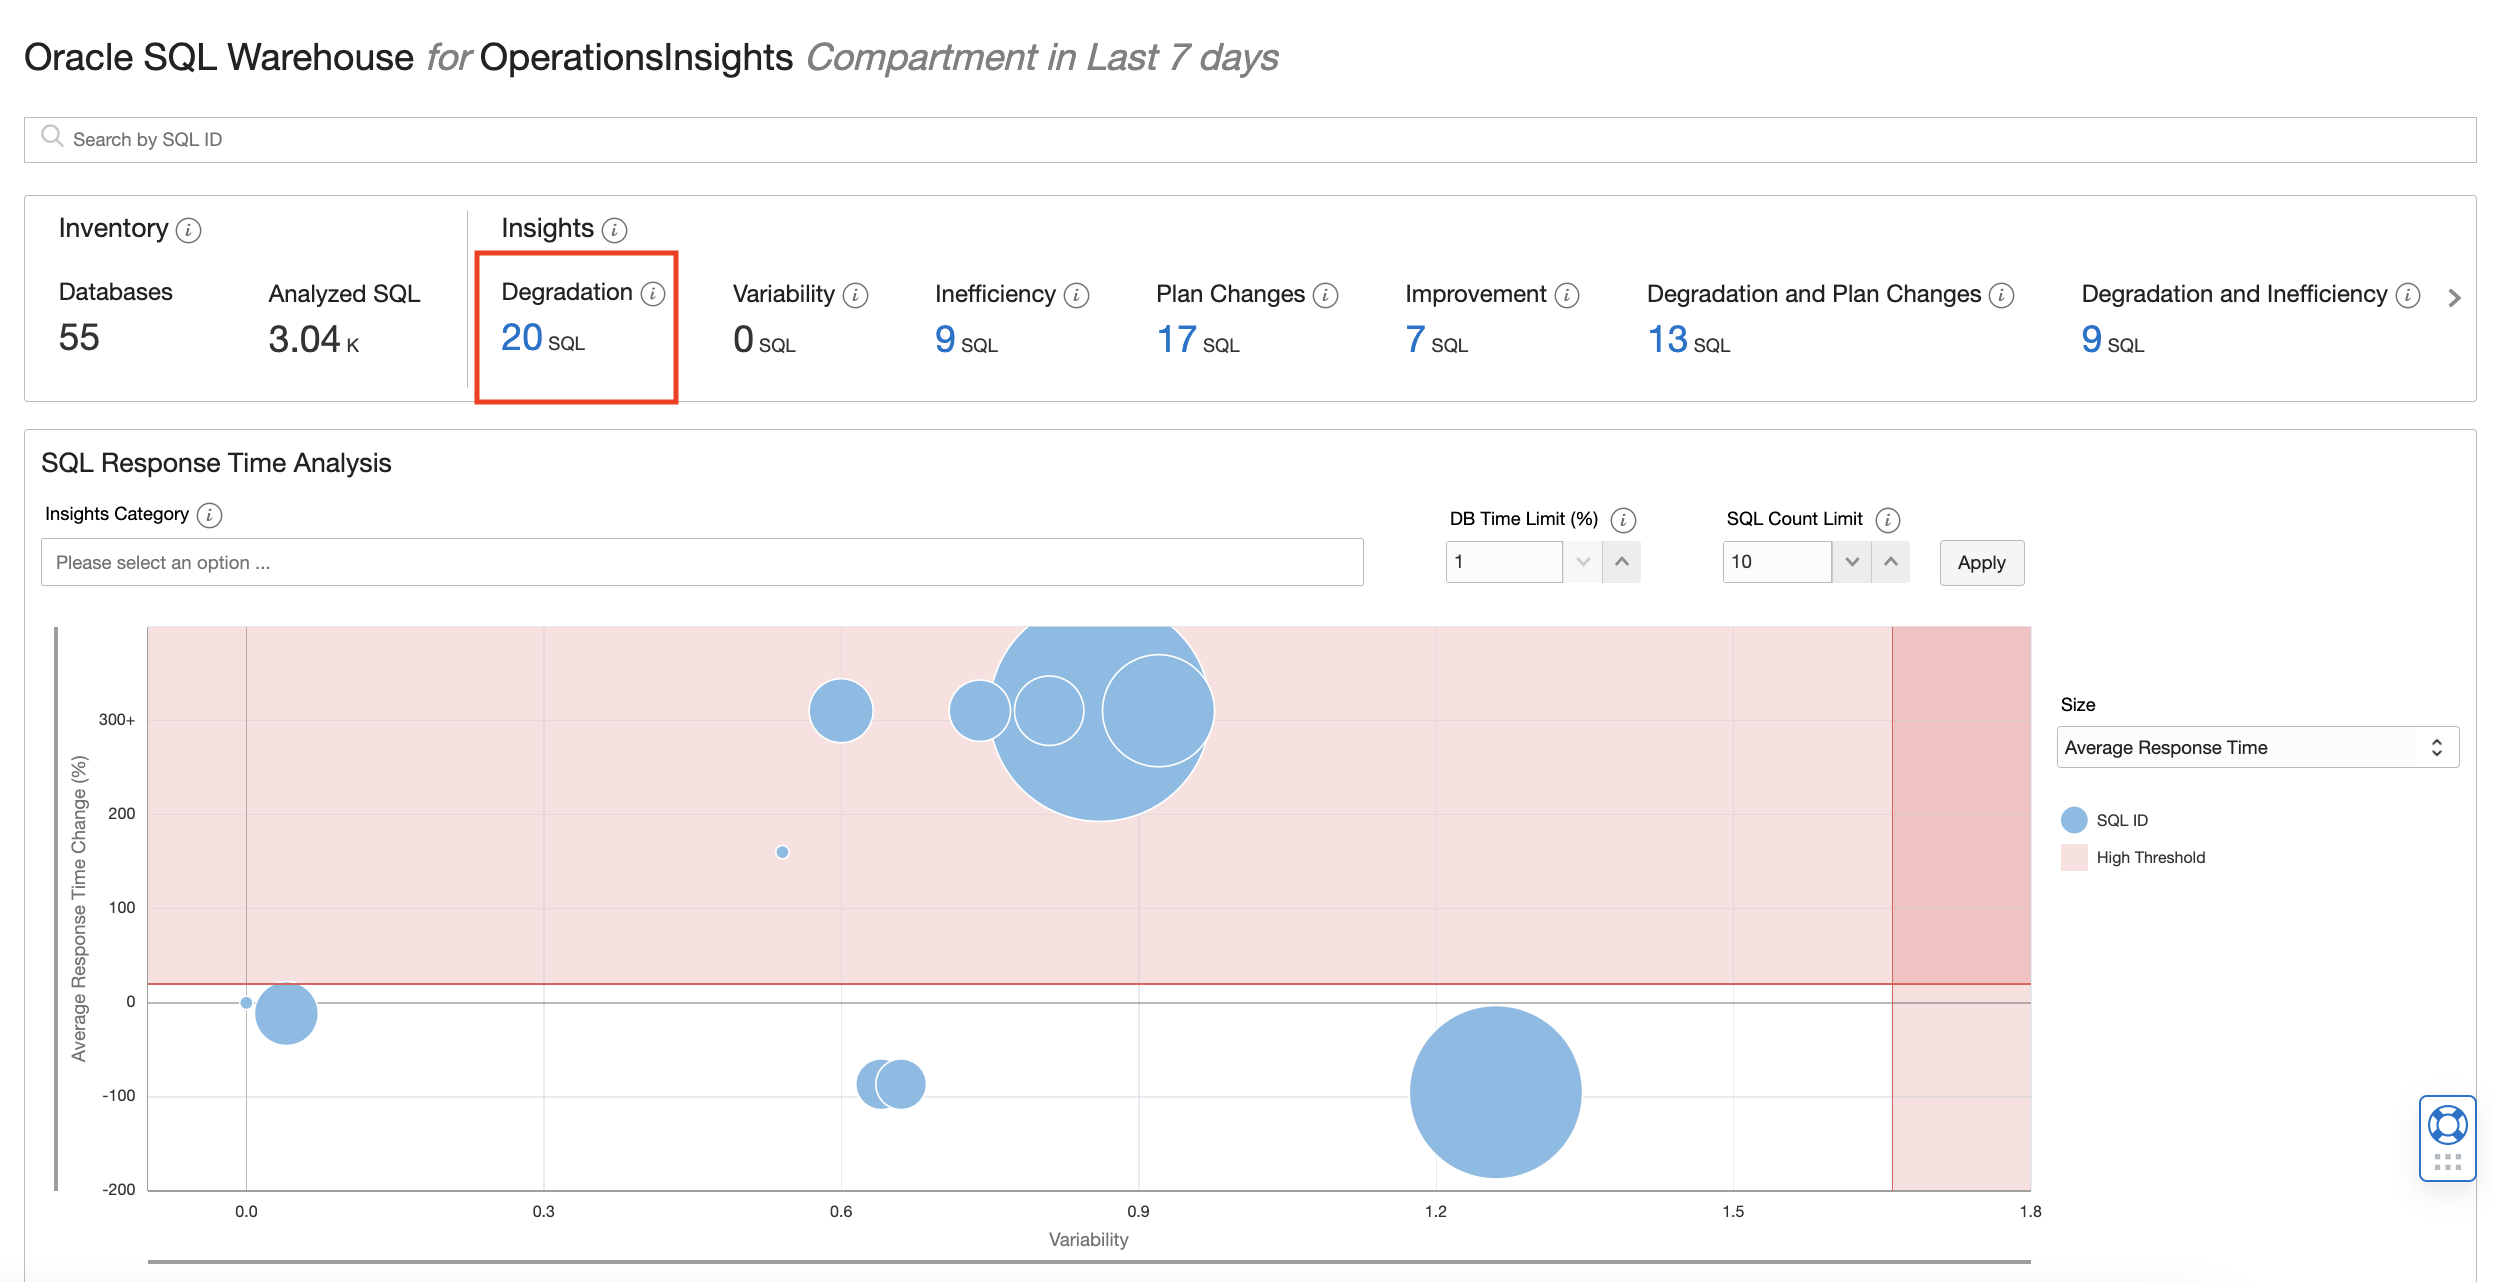 Oracle SQL Warehouse for OperationsInsights Compartment in Last 7 days
Search by SQL ID
Inventory
Insights
Databases
55
Analyzed SQL
3.04 K
Degradation
20 SQL
Variability
0 SQL
Inefficiency
9 SQL
Plan Changes
17 SQL
Improvement
7 SQL
Degradation and Plan Changes
13 SQL
Degradation and Inefficiency
9 SQL
SQL Response Time Analysis
Insights Category
Please select an option ...
DB Time Limit (%)
1
SQL Count Limit
10
Apply
Average Response Time Change (%)
300+
200
100
0
-100
-200
0.0
0.3
0.6
0.9
1.2
1.5
1.8
Variability
Size
Average Response Time
SQL ID
High Threshold